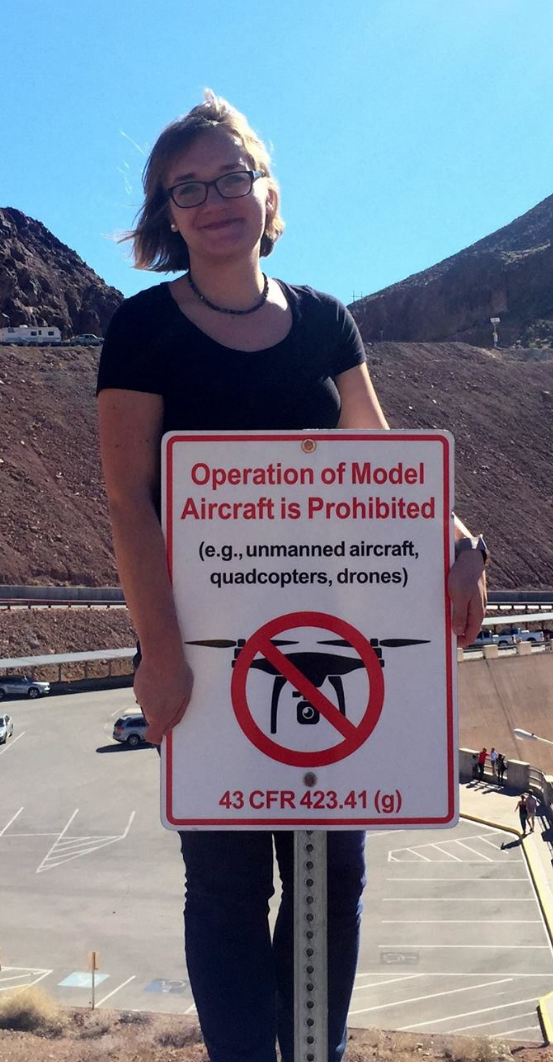 Operation of Model
Aircraft is Prohibited
(e.g., unmanned aircraft,
quadcopters, drones)
43 CFR 423.41 (g)